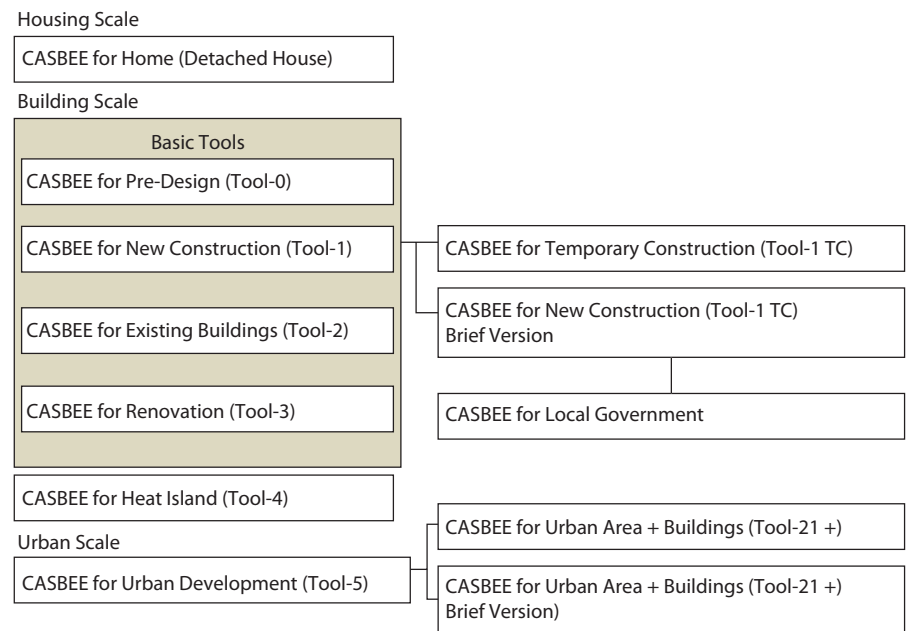 Housing Scale
CASBEE for Home (Detached House)
Building Scale
Basic Tools
CASBEE for Pre-Design (Tool-0)
CASBEE for New Construction (Tool-1)
CASBEE for Temporary Construction (Tool-1 TC)
CASBEE for New Construction (Tool-1 TC)
Brief Version
CASBEE for Existing Buildings (Tool-2)
CASBEE for Renovation (Tool-3)
CASBEE for Local Government
CASBEE for Heat Island (Tool-4)
Urban Scale
CASBEE for Urban Development (Tool-5)
CASBEE for Urban Area + Buildings (Tool-21 +)
CASBEE for Urban Area + Buildings (Tool-21 +)
Brief Version)